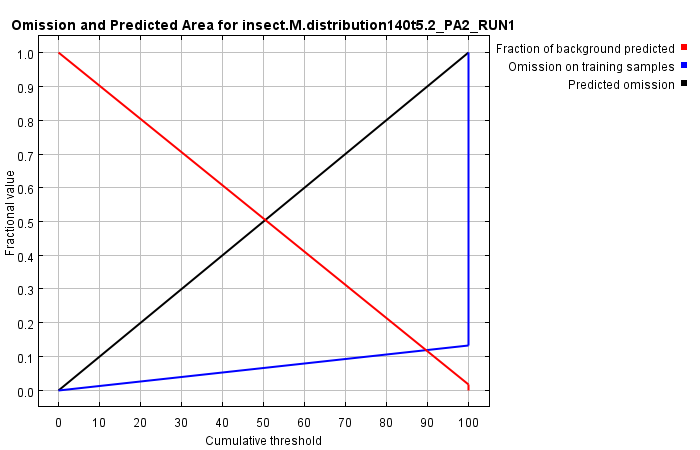 Omission and Predicted Area for insect.M.distribution140t5.2_PA2_RUN1
Fraction of background predicted
Omission on training samples
Predicted omission
1.0
0.9
0.8
0.7
0.6
0.5
0.4
0.3
0.2
0.1
0.0
Fractional value
0 10 20 30 40 50 60 70 80 90 100
Cumulative threshold